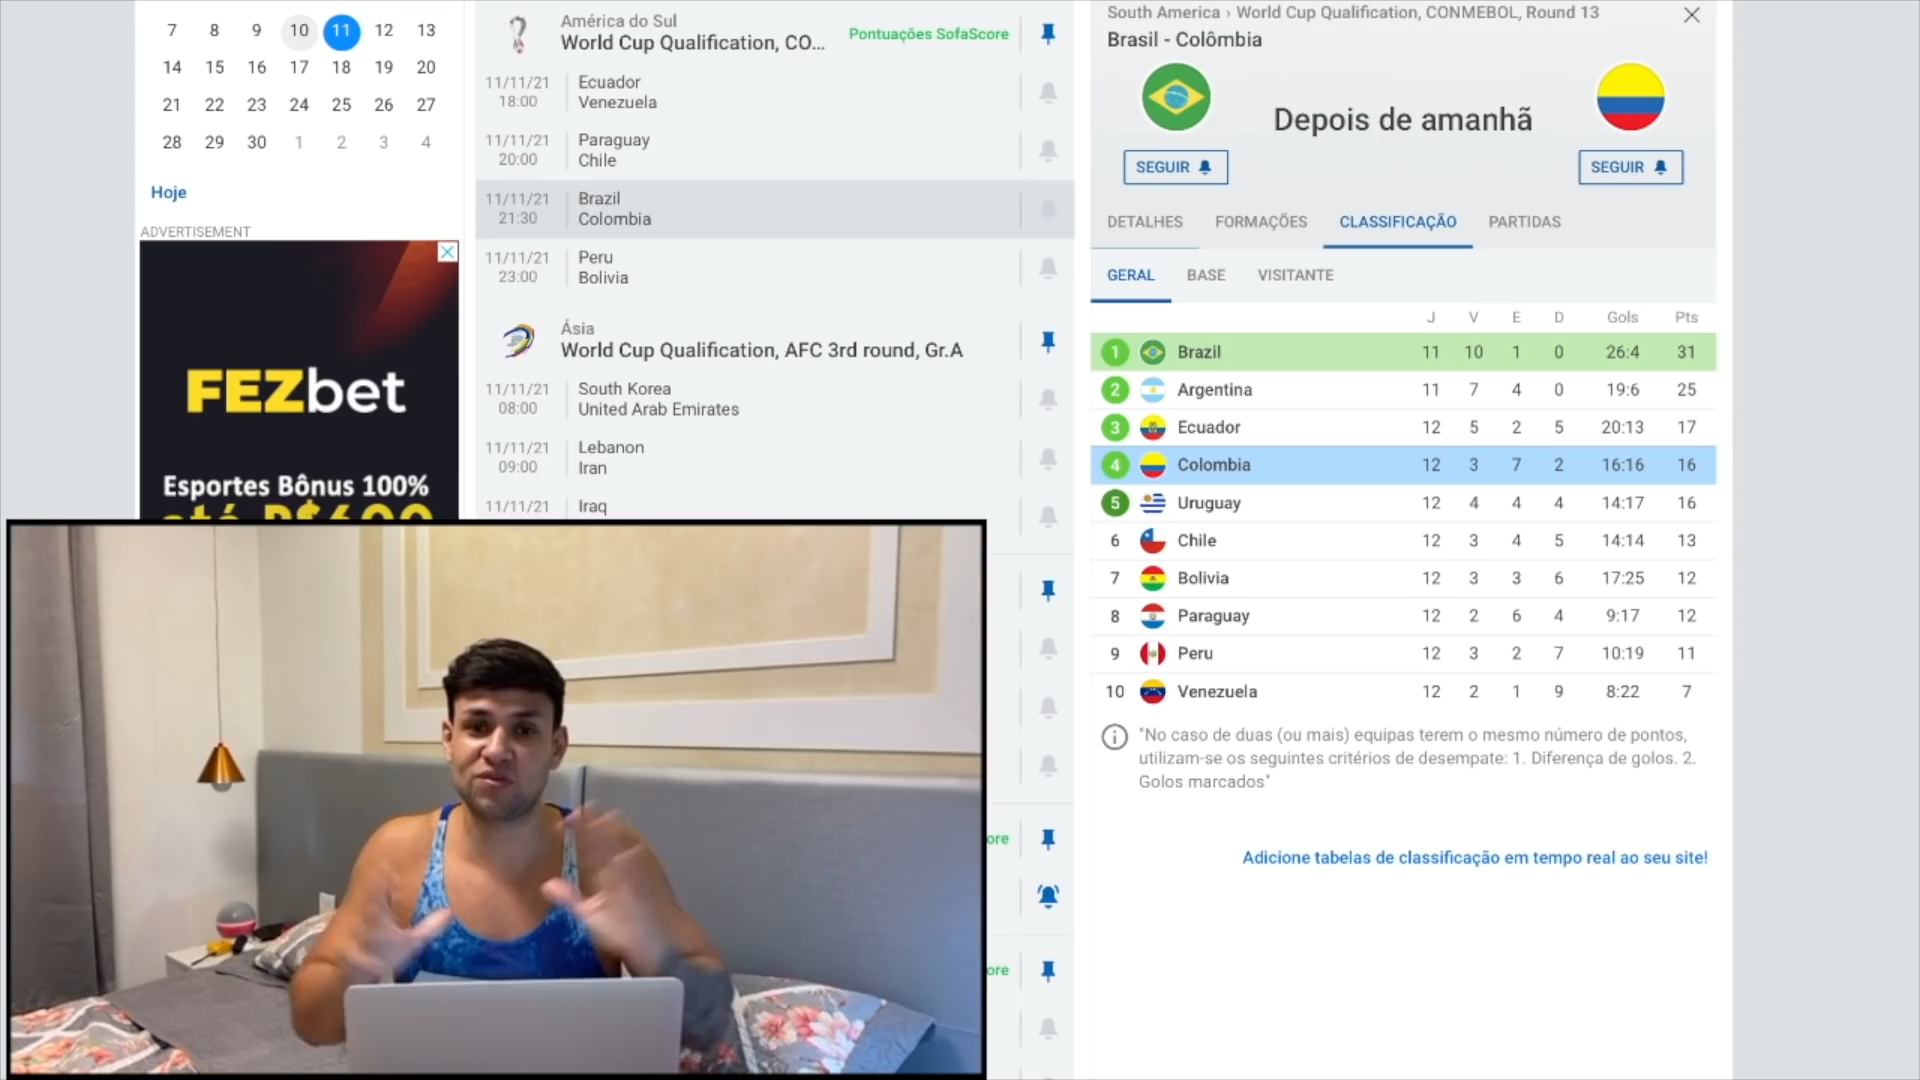 7 8 9 10 11 12 13
14 15 16 17 18 19 20
21 22 23 24 25 26 27
28 29 30 1 2 3 4
Hoje
ADVERTISEMENT
FEZbet
Esportes Bônus 100%
até R$600
América do Sul
World Cup Qualification, CO...
Pontuações SofaScore
11/11/21 Ecuador
18:00 Venezuela
11/11/21 Paraguay
20:00 Chile
11/11/21 Brazil
21:30 Colombia
11/11/21 Peru
23:00 Bolivia
Ásia
World Cup Qualification, AFC 3rd round, Gr.A
11/11/21 South Korea
08:00 United Arab Emirates
11/11/21 Lebanon
09:00 Iran
11/11/21 Iraq
ore
ore
South America › World Cup Qualification, CONMEBOL, Round 13
Brasil - Colômbia
Depois de amanhã
SEGUIR SEGUIR
DETALHES FORMAÇÕES CLASSIFICAÇÃO PARTIDAS
GERAL BASE VISITANTE
J V E D Gols Pts
1 Brazil 11 10 1 0 26:4 31
2 Argentina 11 7 4 0 19:6 25
3 Ecuador 12 5 2 5 20:13 17
4 Colombia 12 3 7 2 16:16 16
5 Uruguay 12 4 4 4 14:17 16
6 Chile 12 3 4 5 14:14 13
7 Bolivia 12 3 3 6 17:25 12
8 Paraguay 12 2 6 4 9:17 12
9 Peru 12 3 2 7 10:19 11
10 Venezuela 12 2 1 9 8:22 7
"No caso de duas (ou mais) equipas terem o mesmo número de pontos,
utilizam-se os seguintes critérios de desempate: 1. Diferença de golos. 2.
Golos marcados"
Adicione tabelas de classificação em tempo real ao seu site!